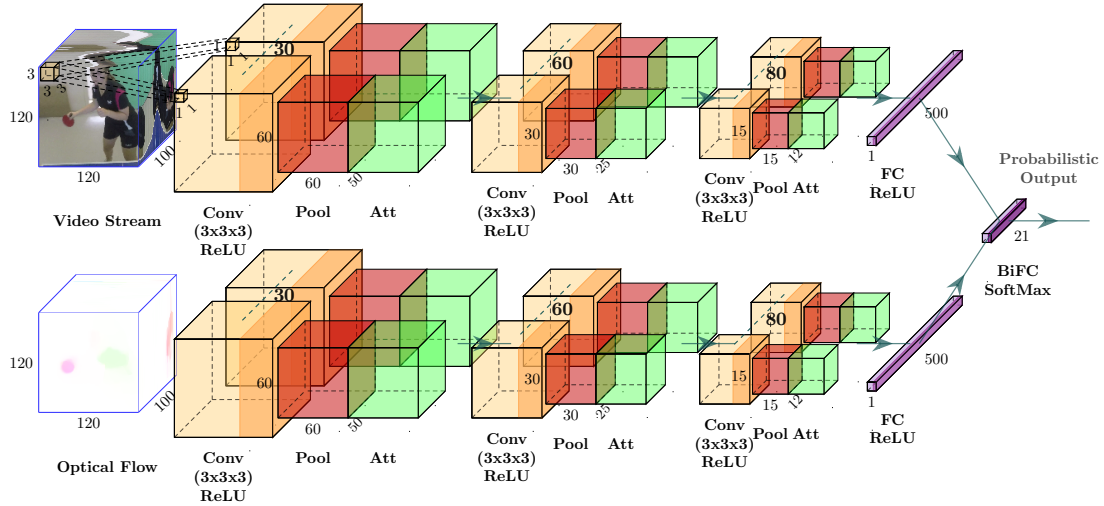 3
3
3
120
120
100
Video Stream
1
1
1
1
1
30
60
60
50
Conv
(3x3x3)
ReLU
Pool
Att
60
30
30
25
Conv
(3x3x3)
ReLU
Pool
Att
80
15
15
12
Conv
(3x3x3)
ReLU
Pool Att
500
1
FC
ReLU
Probabilistic
Output
21
BiFC
SoftMax
120
120
100
Optical Flow
30
60
60
50
Conv
(3x3x3)
ReLU
Pool
Att
60
30
30
25
Conv
(3x3x3)
ReLU
Pool
Att
80
15
15
12
Conv
(3x3x3)
ReLU
Pool Att
500
1
FC
ReLU